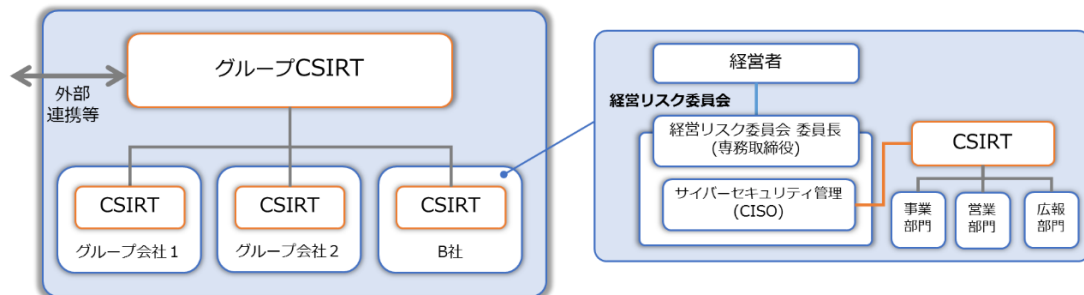 グループCSIRT
外部
連携等
CSIRT
グループ会社1
CSIRT
グループ会社2
CSIRT
B社
経営者
経営リスク委員会
経営リスク委員会 委員長
(専務取締役)
サイバーセキュリティ管理
(CISO)
CSIRT
事業
部門
営業
部門
広報
部門